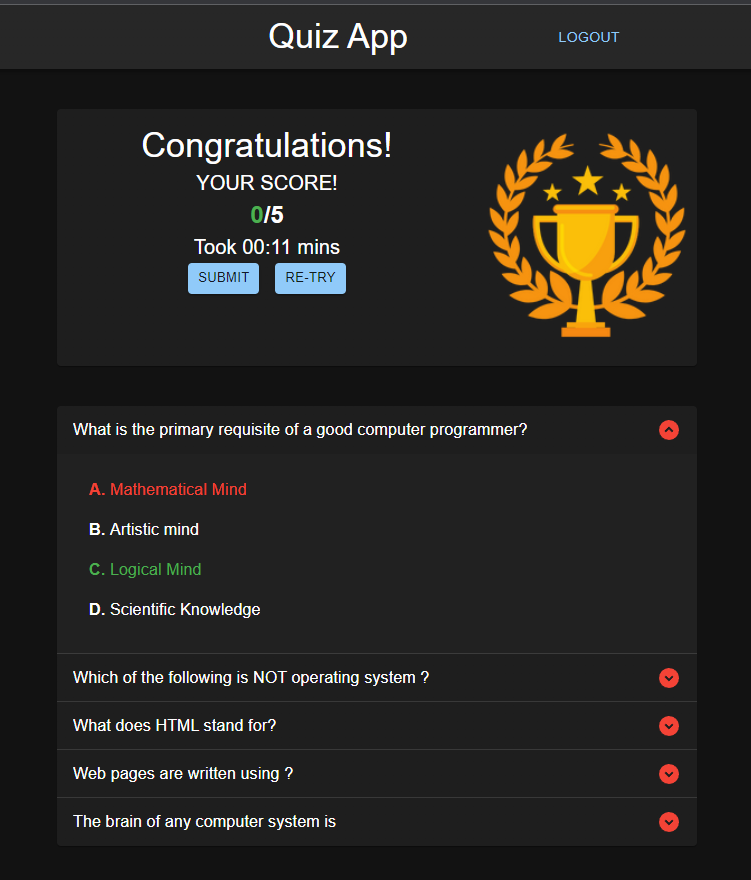 Quiz App
LOGOUT
Congratulations!
YOUR SCORE!
0/5
Took 00:11 mins
SUBMIT
RE-TRY
What is the primary requisite of a good computer programmer?
A. Mathematical Mind
B. Artistic mind
C. Logical Mind
D. Scientific Knowledge
Which of the following is NOT operating system ?
What does HTML stand for?
Web pages are written using ?
The brain of any computer system is